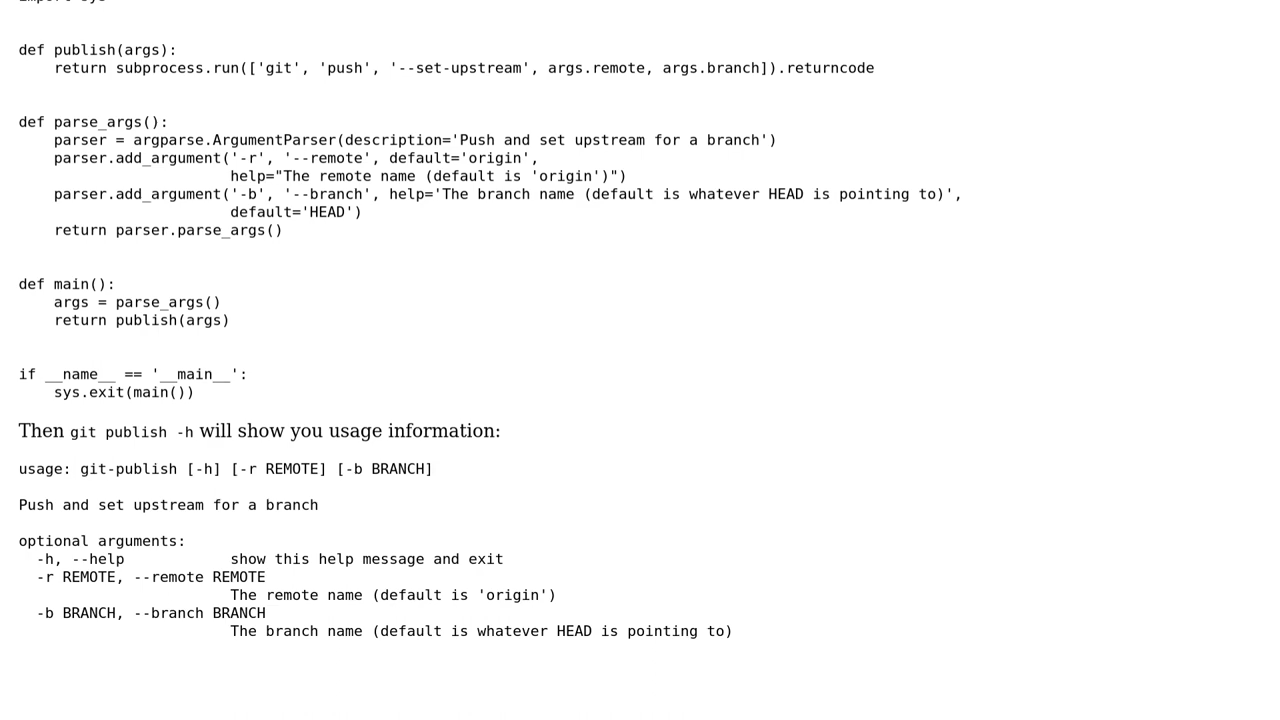 import sys
def publish(args):
    return subprocess.run(['git', 'push', '--set-upstream', args.remote, args.branch]).returncode
def parse_args():
    parser = argparse.ArgumentParser(description='Push and set upstream for a branch')
    parser.add_argument('-r', '--remote', default='origin',
                        help="The remote name (default is 'origin')")
    parser.add_argument('-b', '--branch', help='The branch name (default is whatever HEAD is pointing to)',
                        default='HEAD')
    return parser.parse_args()
def main():
    args = parse_args()
    return publish(args)
if __name__ == '__main__':
    sys.exit(main())
Then git publish -h will show you usage information:
usage: git-publish [-h] [-r REMOTE] [-b BRANCH]
Push and set upstream for a branch
optional arguments:
  -h, --help            show this help message and exit
  -r REMOTE, --remote REMOTE
                        The remote name (default is 'origin')
  -b BRANCH, --branch BRANCH
                        The branch name (default is whatever HEAD is pointing to)